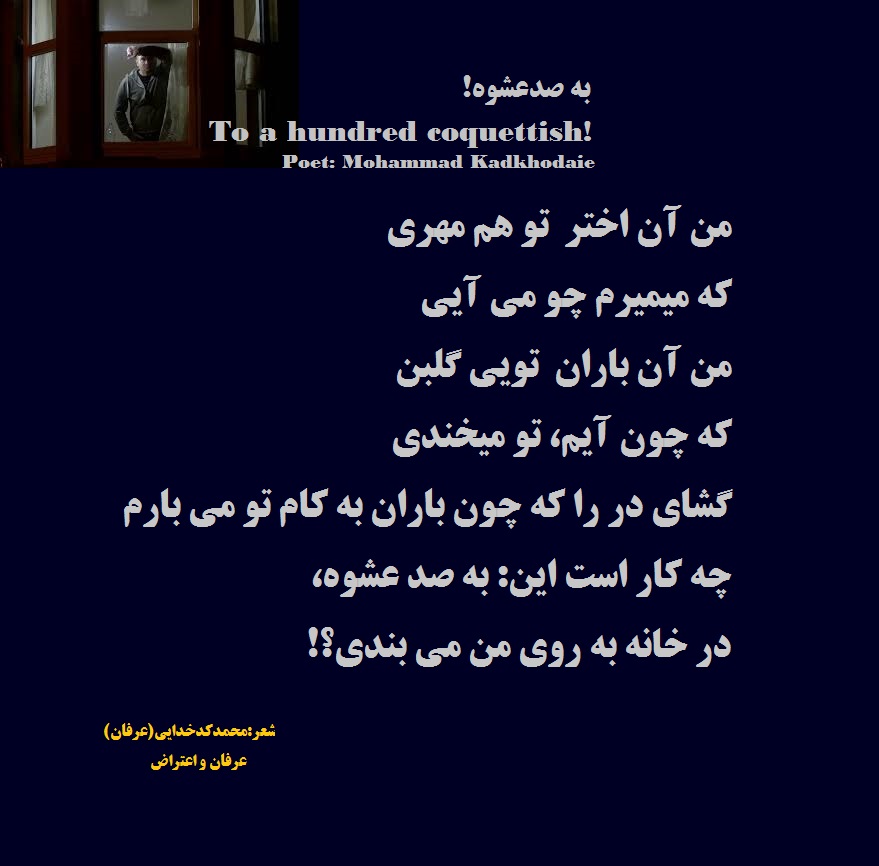 به صدعشوه!
To a hundred coquettish!
Poet: Mohammad Kadkhodaie
من آن اختر تو هم مهری
که میمیرم چو می آیی
من آن باران تویی گلبن
که چون آیم، تو میخندی
گشای در را که چون باران به کام تو می بارم
چه کار است این: به صد عشوه،
در خانه به روی من می بندی؟!
شعر:محمدکدخدایی(عرفان)
عرفان و اعتراض